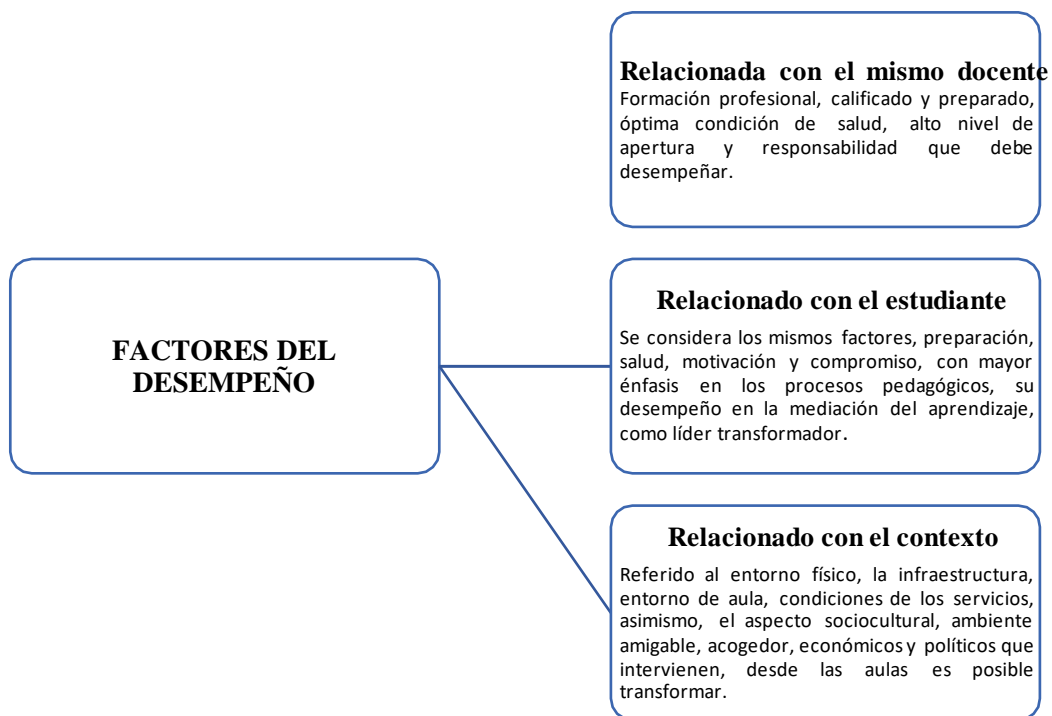 Relacionada con el mismo docente
Formación profesional, calificado y preparado,
óptima condición de salud, alto nivel de
apertura y responsabilidad que debe
desempeñar.
FACTORES DEL
DESEMPEÑO
Relacionado con el estudiante
Se considera los mismos factores, preparación,
salud, motivación y compromiso, con mayor
énfasis en los procesos pedagógicos, su
desempeño en la mediación del aprendizaje,
como líder transformador.
Relacionado con el contexto
Referido al entorno físico, la infraestructura,
entorno de aula, condiciones de los servicios,
asimismo, el aspecto sociocultural, ambiente
amigable, acogedor, económicos y políticos que
intervienen, desde las aulas es posible
transformar.